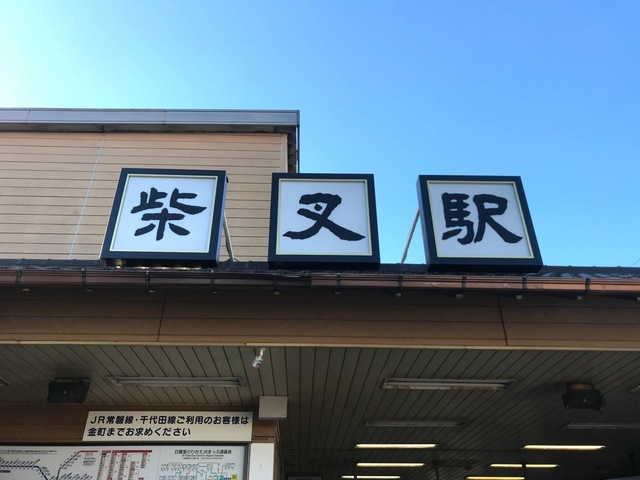 柴又駅
JR常磐線・千代田線ご利用のお客様は
金町までお求めください